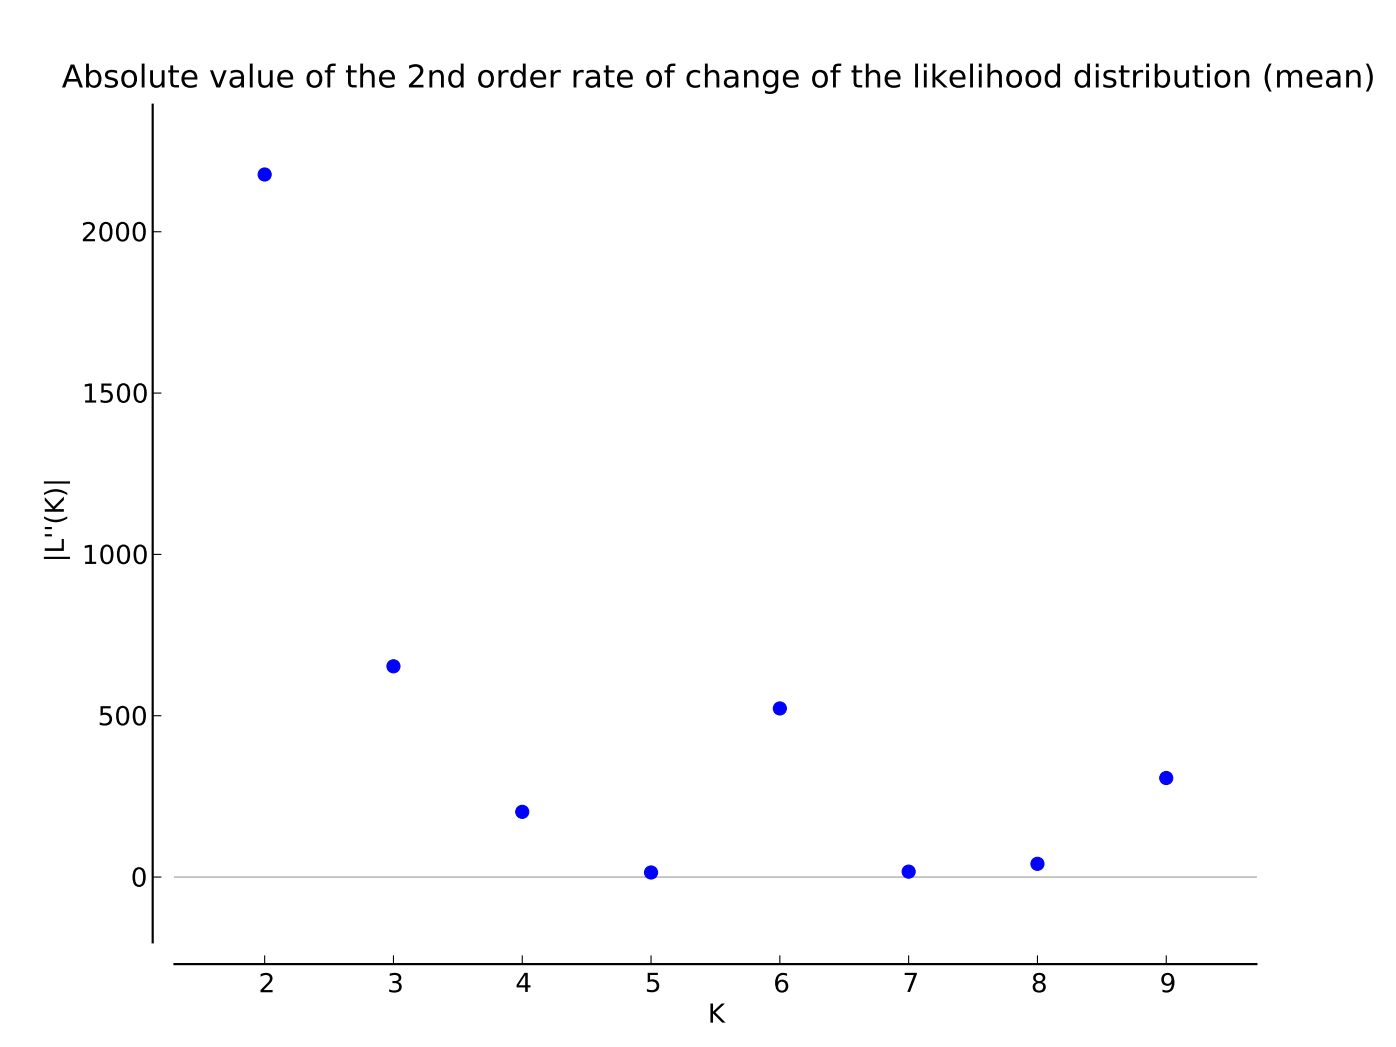 Absolute value of the 2nd order rate of change of the likelihood distribution (mean)
2000
1500
1000
500
0
|L''(K)|
2 3 4 5 6 7 8 9
K